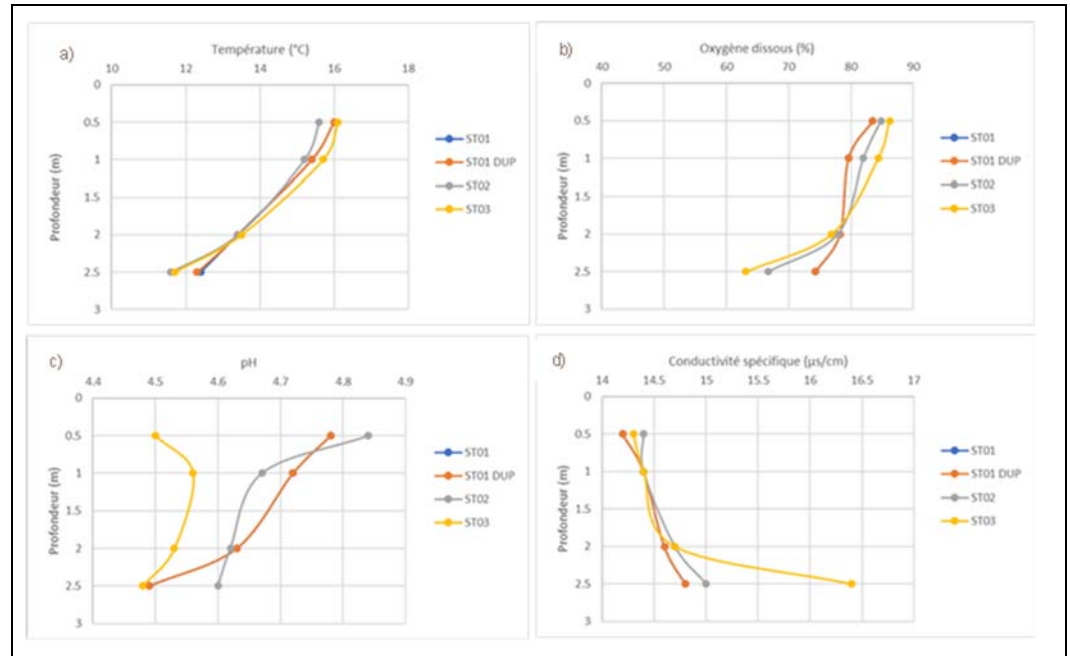 a)
Température (°C)
10 12 14 16 18
0
0.5
1
1.5
2
2.5
3
Profondeur (m)
ST01
ST01 DUP
ST02
ST03
b)
Oxygène dissous (%)
40 50 60 70 80 90
0
0.5
1
1.5
2
2.5
3
Profondeur (m)
ST01
ST01 DUP
ST02
ST03
c)
pH
4.4 4.5 4.6 4.7 4.8 4.9
0
0.5
1
1.5
2
2.5
3
Profondeur (m)
ST01
ST01 DUP
ST02
ST03
d)
Conductivité spécifique (µs/cm)
14 14.5 15 15.5 16 16.5 17
0
0.5
1
1.5
2
2.5
3
Profondeur (m)
ST01
ST01 DUP
ST02
ST03